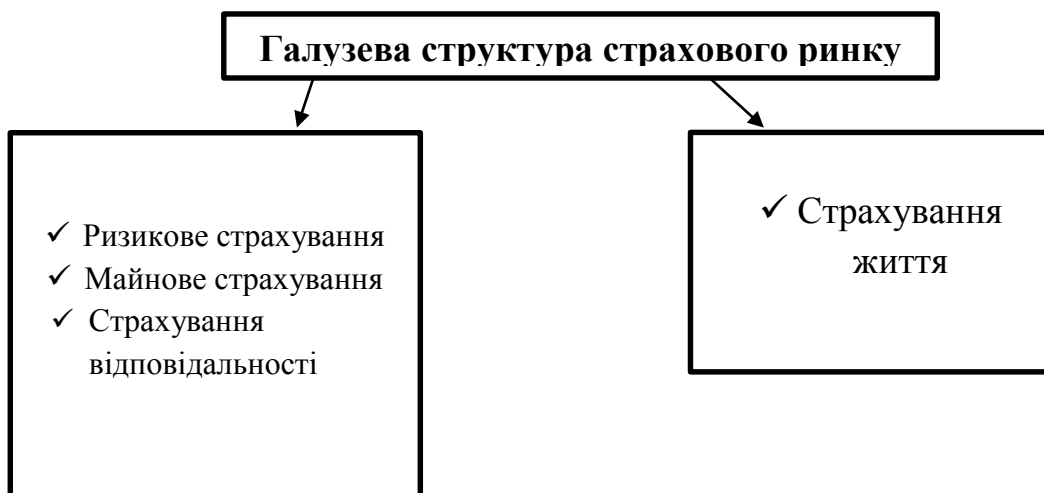 Галузева структура страхового ринку
✓ Ризикове страхування
✓ Майнове страхування
✓ Страхування
відповідальності
✓ Страхування
життя